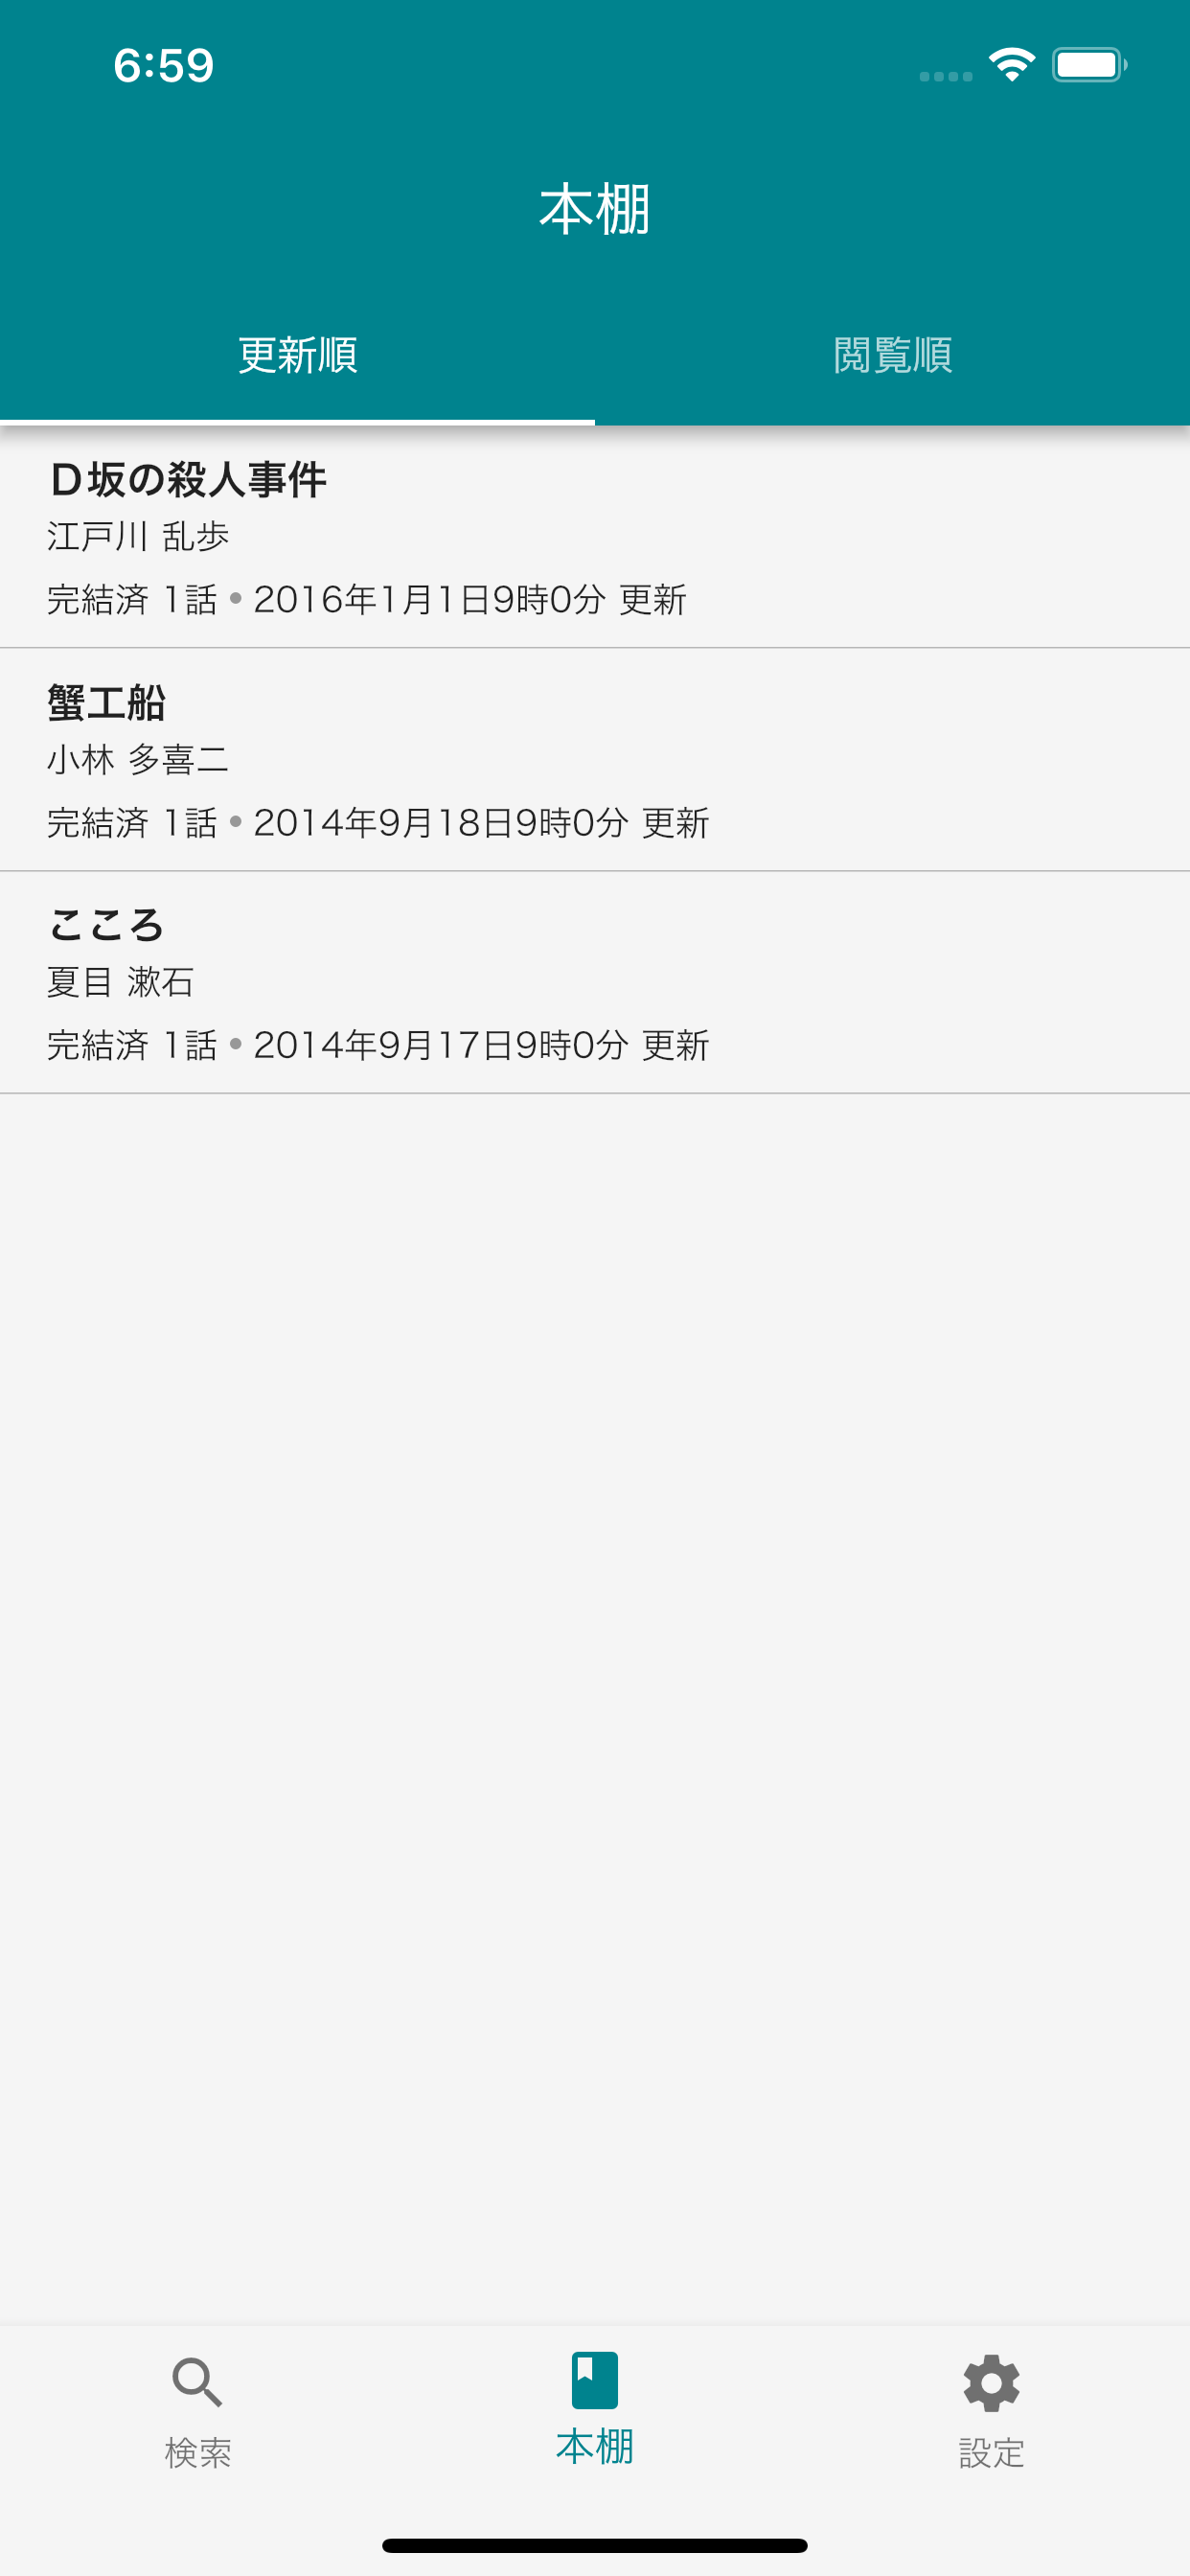 6:59
本棚
更新順
閲覧順
Ｄ坂の殺人事件
江戸川 乱歩
完結済 1話 • 2016年1月1日9時0分 更新
蟹工船
小林 多喜二
完結済 1話 • 2014年9月18日9時0分 更新
こころ
夏目 漱石
完結済 1話 • 2014年9月17日9時0分 更新
検索
本棚
設定